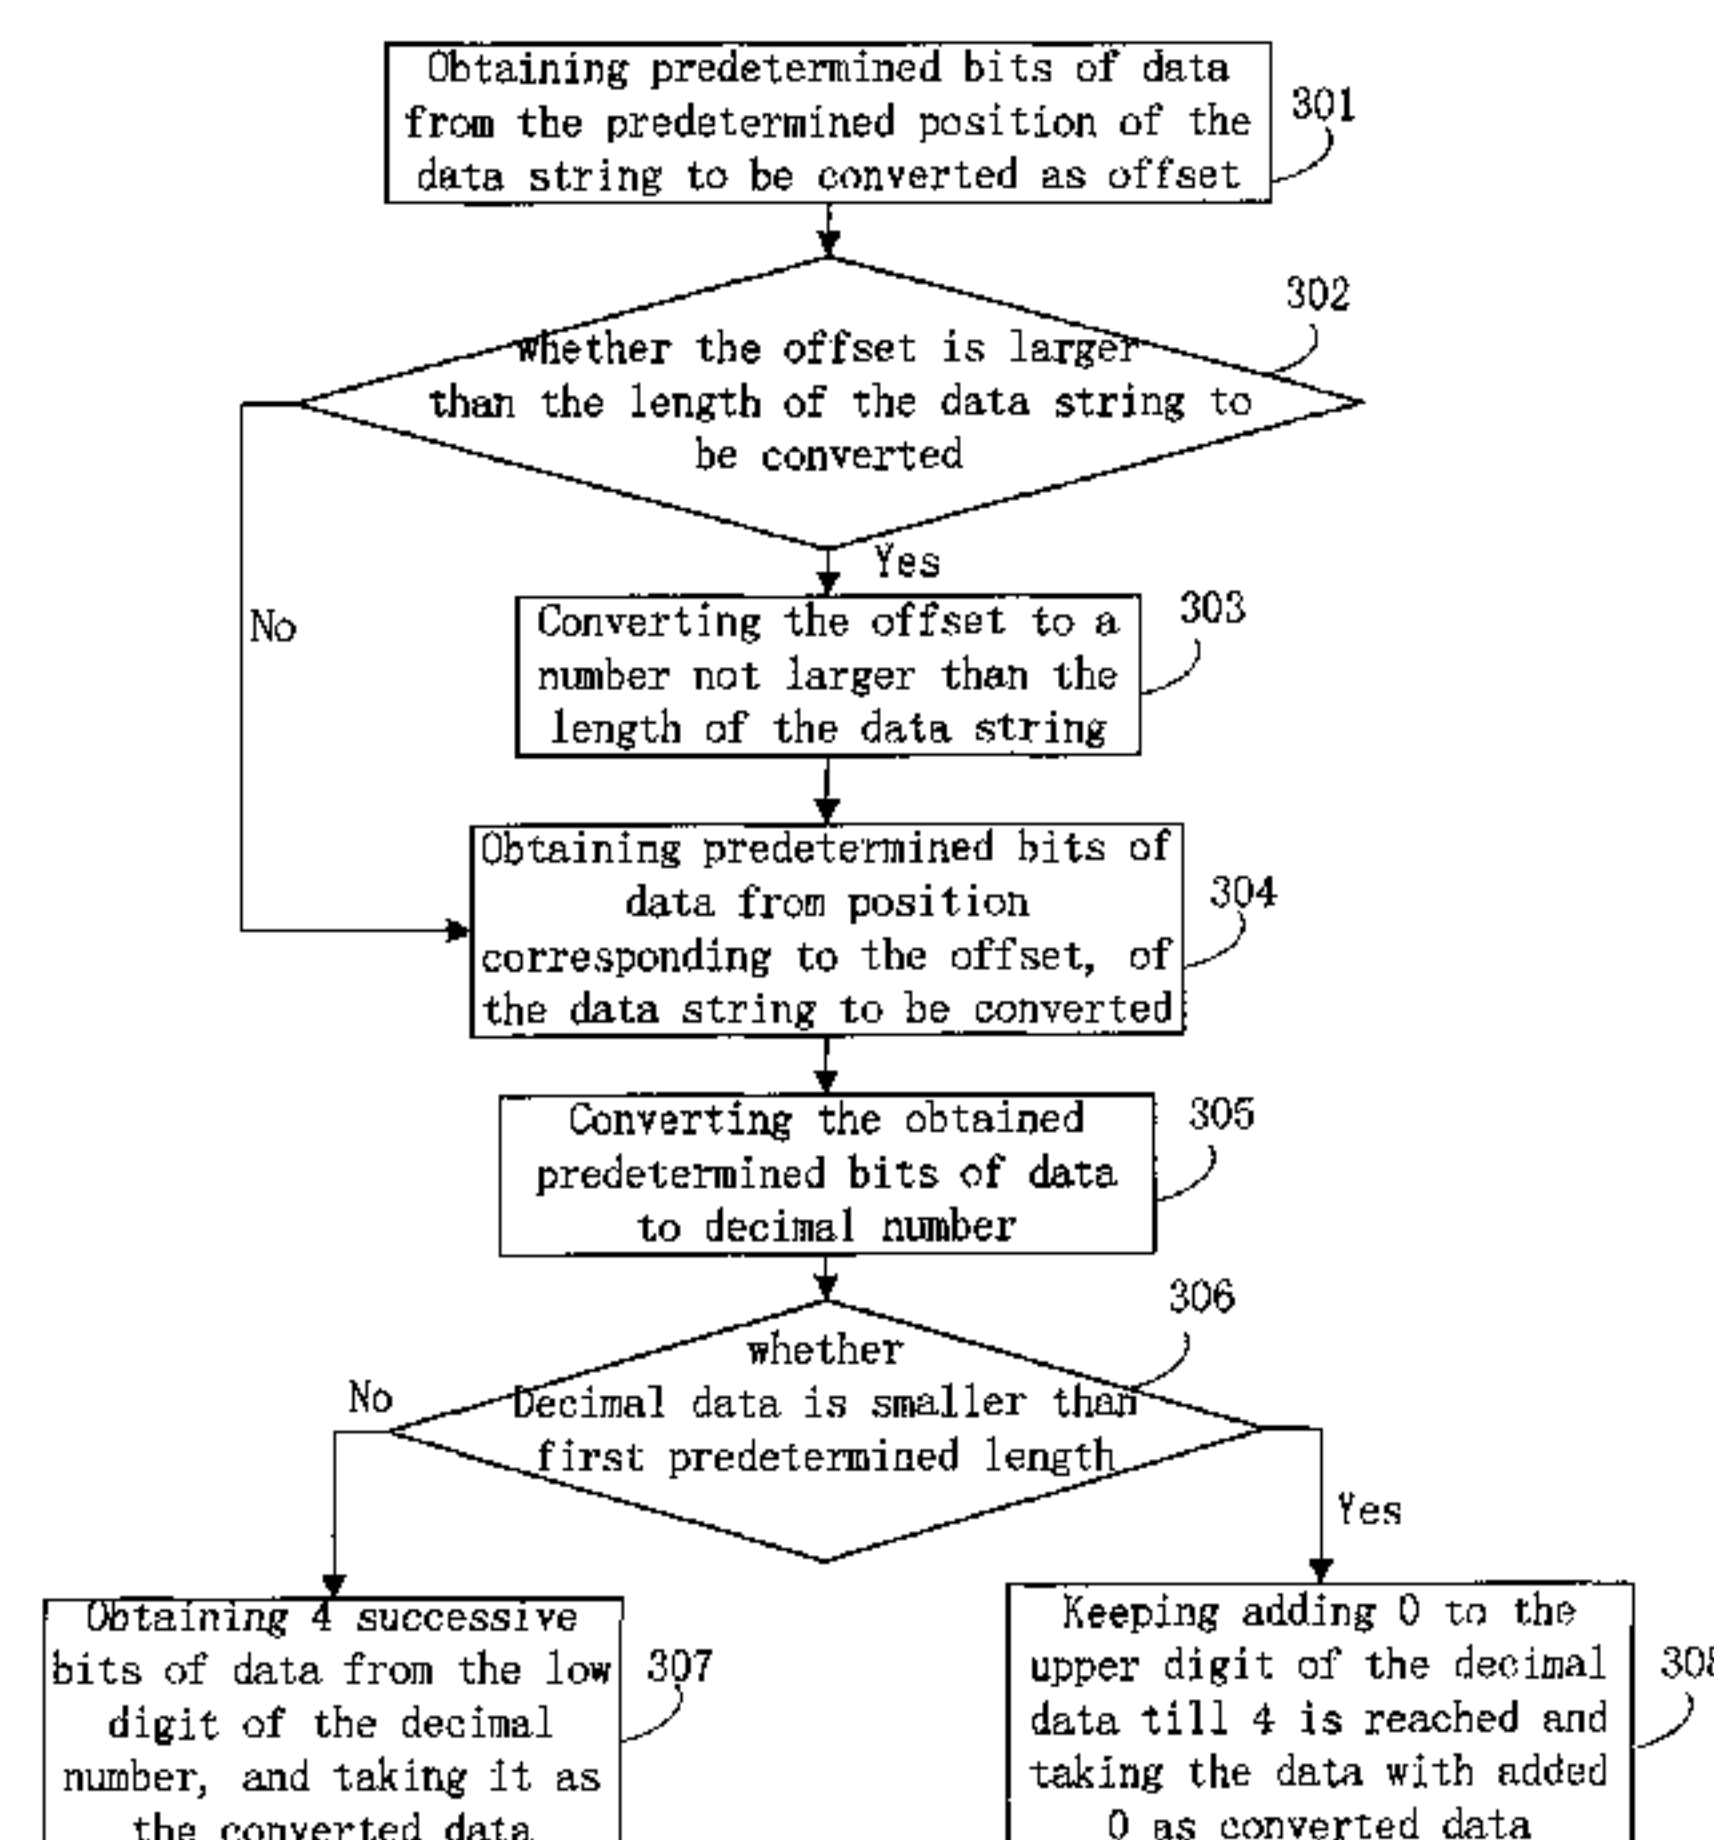 Obtaining predetermined bits of data
from the predetermined position of the
data string to be converted as offset
301
302
whether the offset is larger
than the length of the data string to
be converted
Yes
No
303
Converting the offset to a
number not larger than the
length of the data string
Obtaining predetermined bits of
data from position
corresponding to the offset, of
the data string to be converted
304
Converting the obtained
predetermined bits of data
to decimal number
305
306
whether
Decimal data is smaller than
first predetermined length
No
Yes
Obtaining 4 successive
bits of data from the low
digit of the decimal
number, and taking it as
the converted data
307
Keeping adding 0 to the
upper digit of the decimal
data till 4 is reached and
taking the data with added
0 as converted data
308